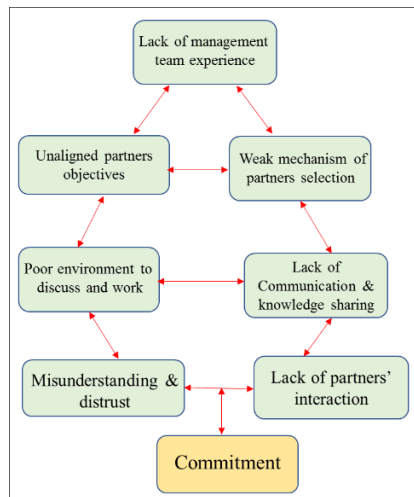 Lack of management
team experience
Unaligned partners
objectives
Weak mechanism of
partners selection
Poor environment to
discuss and work
Lack of
Communication &
knowledge sharing
Misunderstanding &
distrust
Lack of partners’
interaction
Commitment